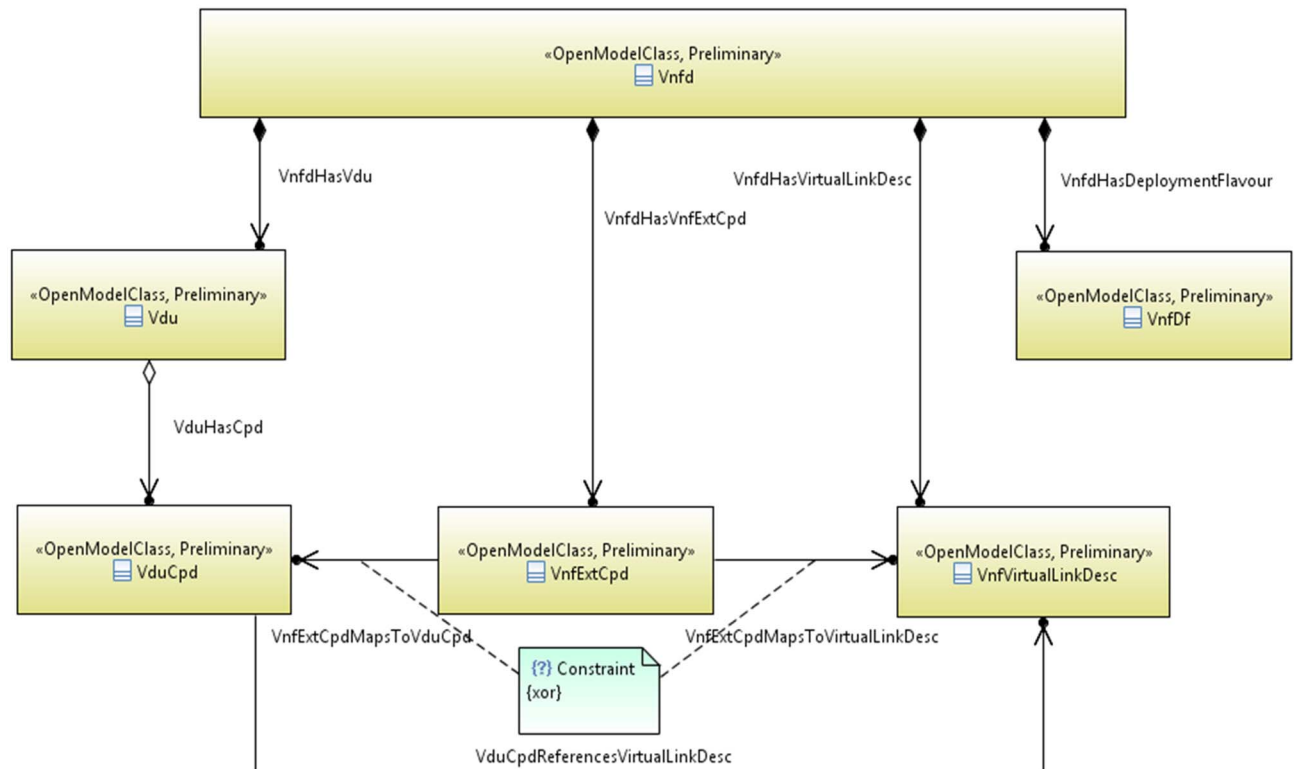 «OpenModelClass, Preliminary»
Vnfd
VnfdHasVdu
VnfdHasVnfExtCpd
VnfdHasVirtualLinkDesc
VnfdHasDeploymentFlavour
«OpenModelClass, Preliminary»
Vdu
«OpenModelClass, Preliminary»
VnfDf
VduHasCpd
«OpenModelClass, Preliminary»
VduCpd
«OpenModelClass, Preliminary»
VnfExtCpd
«OpenModelClass, Preliminary»
VnfVirtualLinkDesc
VnfExtCpdMapsToVduCpd
VnfExtCpdMapsToVirtualLinkDesc
{?} Constraint
{xor}
VduCpdReferencesVirtualLinkDesc